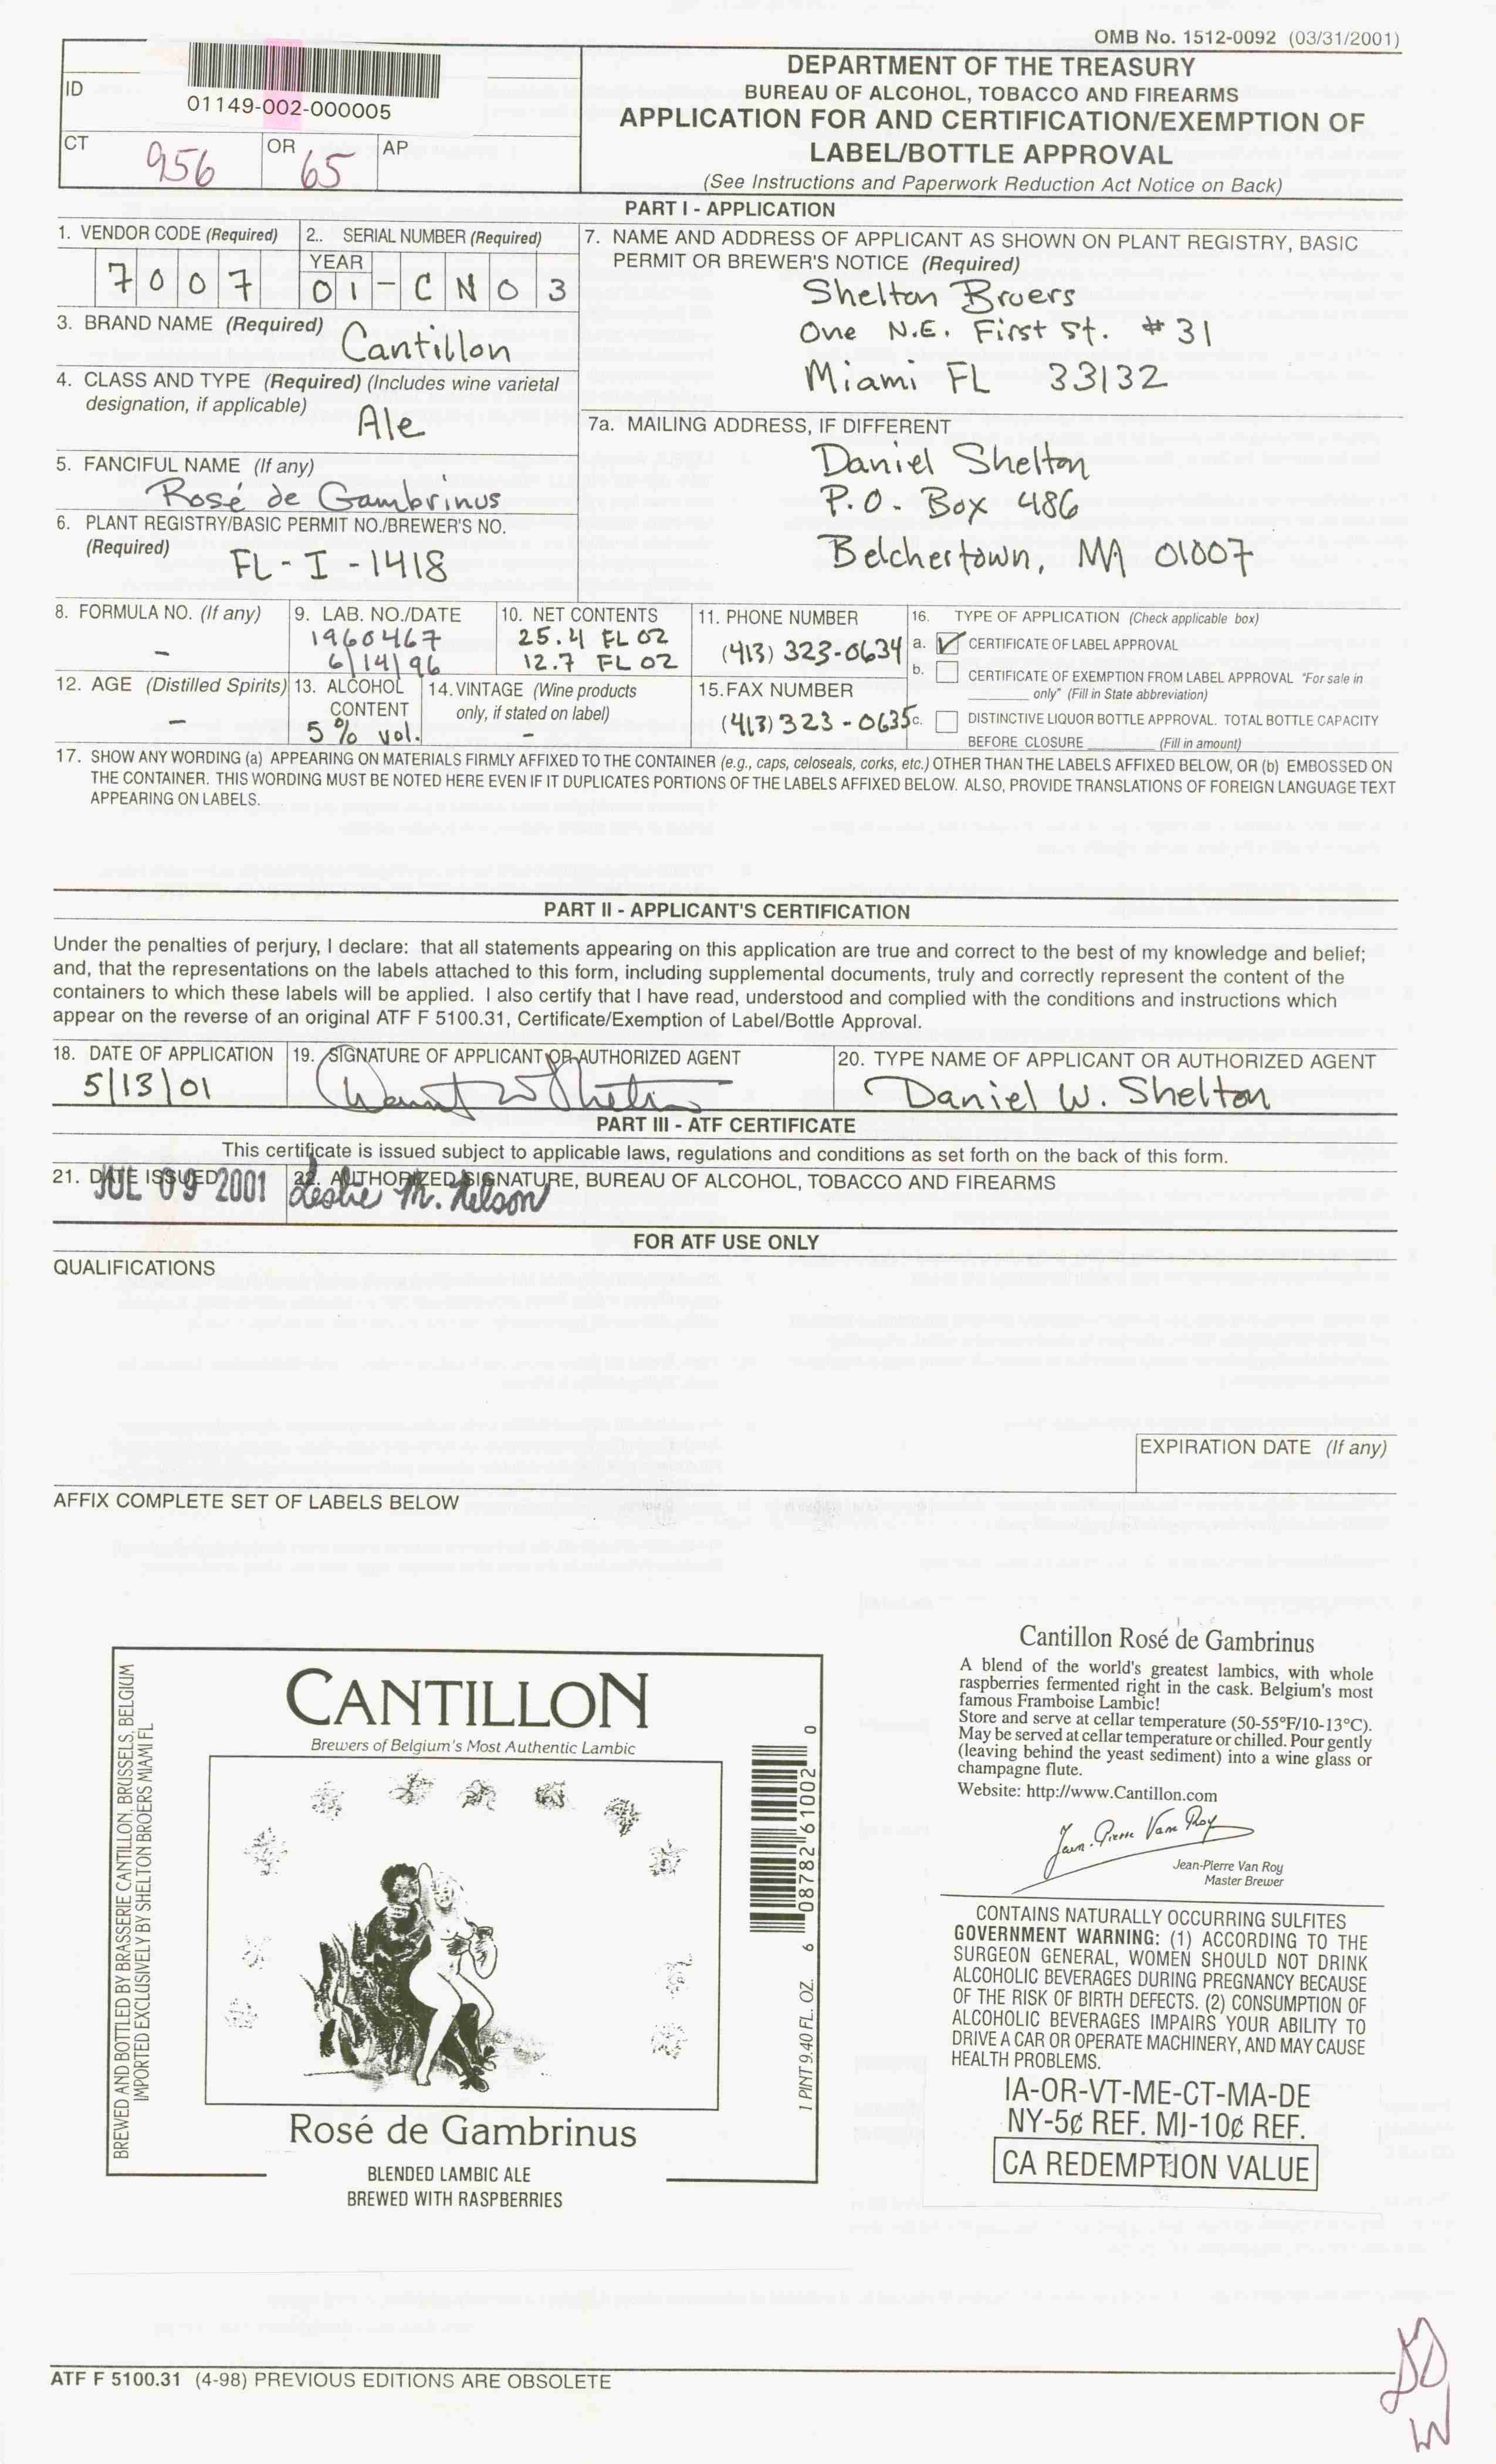 OMB No. 1512-0092 (03/31/2001)
ID
01149-002-000005
CT
956
OR
65
AP
DEPARTMENT OF THE TREASURY
BUREAU OF ALCOHOL, TOBACCO AND FIREARMS
APPLICATION FOR AND CERTIFICATION/EXEMPTION OF
LABEL/BOTTLE APPROVAL
(See Instructions and Paperwork Reduction Act Notice on Back)
PART I - APPLICATION
1. VENDOR CODE (Required)
7007
2.. SERIAL NUMBER (Required)
YEAR
01-CN03
3. BRAND NAME (Required)
Cantillon
4. CLASS AND TYPE (Required) (Includes wine varietal
designation, if applicable)
Ale
5. FANCIFUL NAME (If any)
Rosé de Gambrinus
6. PLANT REGISTRY/BASIC PERMIT NO./BREWER'S NO.
(Required)
FL-I-1418
7. NAME AND ADDRESS OF APPLICANT AS SHOWN ON PLANT REGISTRY, BASIC
PERMIT OR BREWER'S NOTICE (Required)
Shelton Broers
One N.E. First St. #31
Miami FL 33132
7a. MAILING ADDRESS, IF DIFFERENT
Daniel Shelton
P.O. Box 486
Belchertown, MA 01007
8. FORMULA NO. (If any)
-
9. LAB. NO./DATE
1960467
6/14/96
10. NET CONTENTS
25.4 FL OZ
12.7 FL OZ
11. PHONE NUMBER
(413) 323-0634
12. AGE (Distilled Spirits)
-
13. ALCOHOL
CONTENT
5% vol.
14. VINTAGE (Wine products
only, if stated on label)
-
15. FAX NUMBER
(413) 323-0635
16. TYPE OF APPLICATION (Check applicable box)
a. CERTIFICATE OF LABEL APPROVAL
b. CERTIFICATE OF EXEMPTION FROM LABEL APPROVAL "For sale in
only" (Fill in State abbreviation)
c. DISTINCTIVE LIQUOR BOTTLE APPROVAL. TOTAL BOTTLE CAPACITY
BEFORE CLOSURE (Fill in amount)
17. SHOW ANY WORDING (a) APPEARING ON MATERIALS FIRMLY AFFIXED TO THE CONTAINER (e.g., caps, celoseals, corks, etc.) OTHER THAN THE LABELS AFFIXED BELOW, OR (b) EMBOSSED ON
THE CONTAINER. THIS WORDING MUST BE NOTED HERE EVEN IF IT DUPLICATES PORTIONS OF THE LABELS AFFIXED BELOW. ALSO, PROVIDE TRANSLATIONS OF FOREIGN LANGUAGE TEXT
APPEARING ON LABELS.
PART II - APPLICANT'S CERTIFICATION
Under the penalties of perjury, I declare: that all statements appearing on this application are true and correct to the best of my knowledge and belief;
and, that the representations on the labels attached to this form, including supplemental documents, truly and correctly represent the content of the
containers to which these labels will be applied. I also certify that I have read, understood and complied with the conditions and instructions which
appear on the reverse of an original ATF F 5100.31, Certificate/Exemption of Label/Bottle Approval.
18. DATE OF APPLICATION
5/13/01
19. SIGNATURE OF APPLICANT OR AUTHORIZED AGENT
20. TYPE NAME OF APPLICANT OR AUTHORIZED AGENT
Daniel W. Shelton
PART III - ATF CERTIFICATE
This certificate is issued subject to applicable laws, regulations and conditions as set forth on the back of this form.
21. DATE ISSUED
JUL 09 2001
22. AUTHORIZED SIGNATURE, BUREAU OF ALCOHOL, TOBACCO AND FIREARMS
Leslie M. Nelson
FOR ATF USE ONLY
QUALIFICATIONS
EXPIRATION DATE (If any)
AFFIX COMPLETE SET OF LABELS BELOW
BREWED AND BOTTLED BY BRASSERIE CANTILLON, BRUSSELS, BELGIUM
IMPORTED EXCLUSIVELY BY SHELTON BROERS MIAMI FL
CANTILLON
Brewers of Belgium's Most Authentic Lambic
Rosé de Gambrinus
BLENDED LAMBIC ALE
BREWED WITH RASPBERRIES
1 PINT 9.40 FL. OZ.
6 08782 61002 0
Cantillon Rosé de Gambrinus
A blend of the world's greatest lambics, with whole
raspberries fermented right in the cask. Belgium's most
famous Framboise Lambic!
Store and serve at cellar temperature (50-55°F/10-13°C).
May be served at cellar temperature or chilled. Pour gently
(leaving behind the yeast sediment) into a wine glass or
champagne flute.
Website: http://www.Cantillon.com
Jean-Pierre Van Roy
Jean-Pierre Van Roy
Master Brewer
CONTAINS NATURALLY OCCURRING SULFITES
GOVERNMENT WARNING: (1) ACCORDING TO THE
SURGEON GENERAL, WOMEN SHOULD NOT DRINK
ALCOHOLIC BEVERAGES DURING PREGNANCY BECAUSE
OF THE RISK OF BIRTH DEFECTS. (2) CONSUMPTION OF
ALCOHOLIC BEVERAGES IMPAIRS YOUR ABILITY TO
DRIVE A CAR OR OPERATE MACHINERY, AND MAY CAUSE
HEALTH PROBLEMS.
IA-OR-VT-ME-CT-MA-DE
NY-5¢ REF. MI-10¢ REF.
CA REDEMPTION VALUE
ATF F 5100.31 (4-98) PREVIOUS EDITIONS ARE OBSOLETE